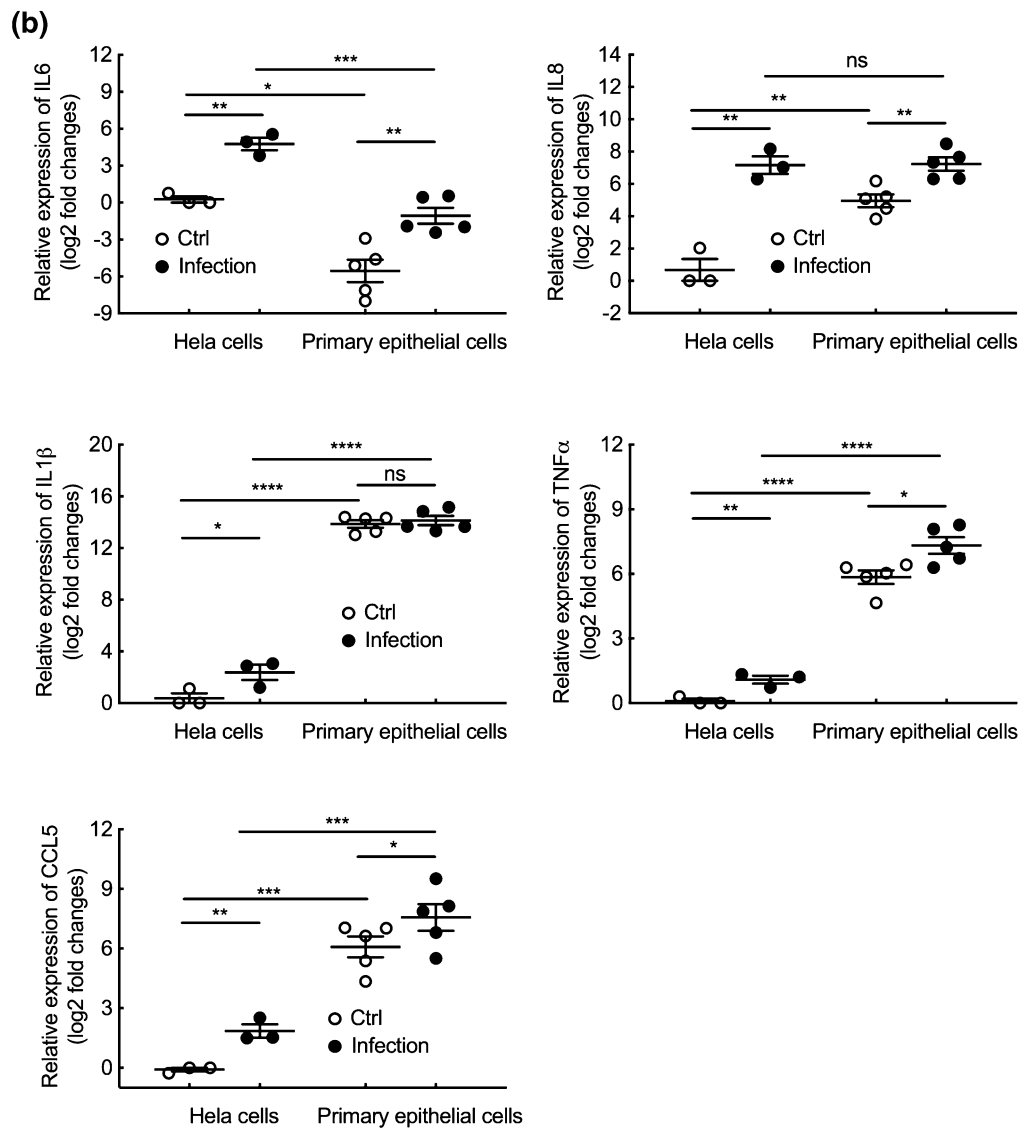 (b)
Relative expression of IL6
(log2 fold changes)
12
9
6
3
0
-3
-6
-9
***
*
**
**
Ctrl
Infection
Hela cells
Primary epithelial cells
Relative expression of IL8
(log2 fold changes)
14
12
10
8
6
4
2
0
-2
ns
**
**
**
Ctrl
Infection
Hela cells
Primary epithelial cells
Relative expression of IL1β
(log2 fold changes)
20
16
12
8
4
0
****
ns
****
*
Ctrl
Infection
Hela cells
Primary epithelial cells
Relative expression of TNFα
(log2 fold changes)
12
9
6
3
0
****
****
*
**
Hela cells
Primary epithelial cells
Relative expression of CCL5
(log2 fold changes)
12
9
6
3
0
***
*
***
**
Ctrl
Infection
Hela cells
Primary epithelial cells